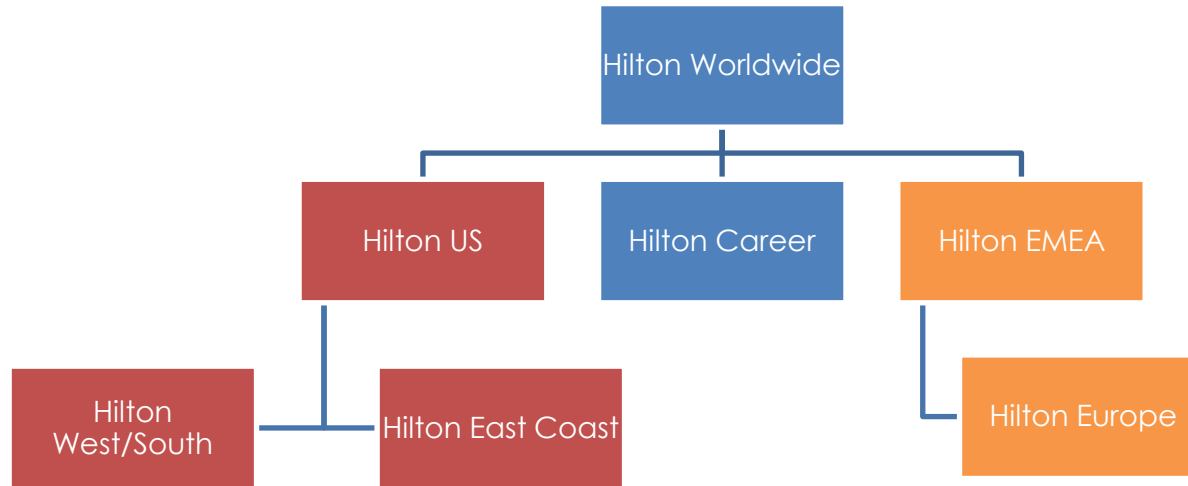 Hilton Worldwide
Hilton US
Hilton Career
Hilton EMEA
Hilton
West/South
Hilton East Coast
Hilton Europe